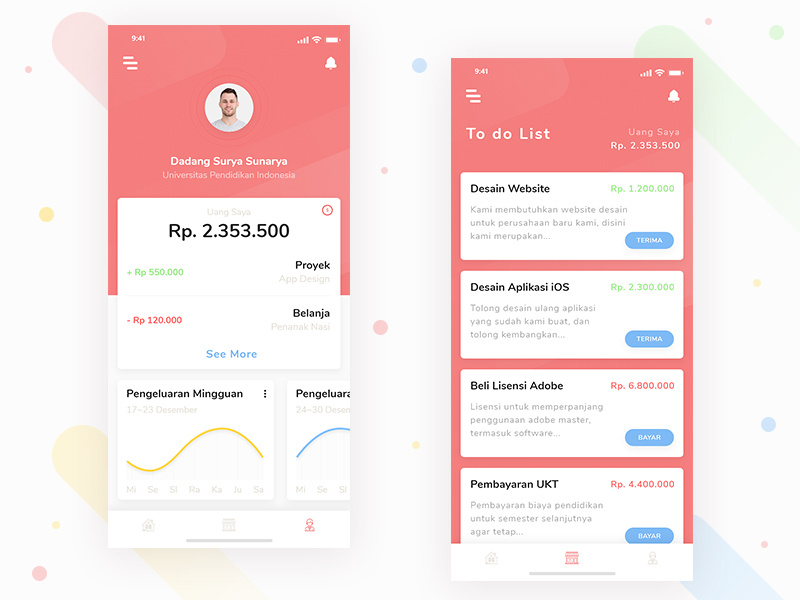 9:41
Dadang Surya Sunarya
Universitas Pendidikan Indonesia
Uang Saya
Rp. 2.353.500
+ Rp 550.000
Proyek
App Design
- Rp 120.000
Belanja
Penanak Nasi
See More
Pengeluaran Mingguan
17–23 Desember
Mi Se Sl Ra Ka Ju Sa
Pengeluara
24–30 Desen
Mi Se Sl
9:41
To do List
Uang Saya
Rp. 2.353.500
Desain Website
Rp. 1.200.000
Kami membutuhkan website desain
untuk perusahaan baru kami, disini
kami merupakan...
TERIMA
Desain Aplikasi iOS
Rp. 2.300.000
Tolong desain ulang aplikasi
yang sudah kami buat, dan
tolong kembangkan...
TERIMA
Beli Lisensi Adobe
Rp. 6.800.000
Lisensi untuk memperpanjang
penggunaan adobe master,
termasuk software...
BAYAR
Pembayaran UKT
Rp. 4.400.000
Pembayaran biaya pendidikan
untuk semester selanjutnya
agar tetap...
BAYAR